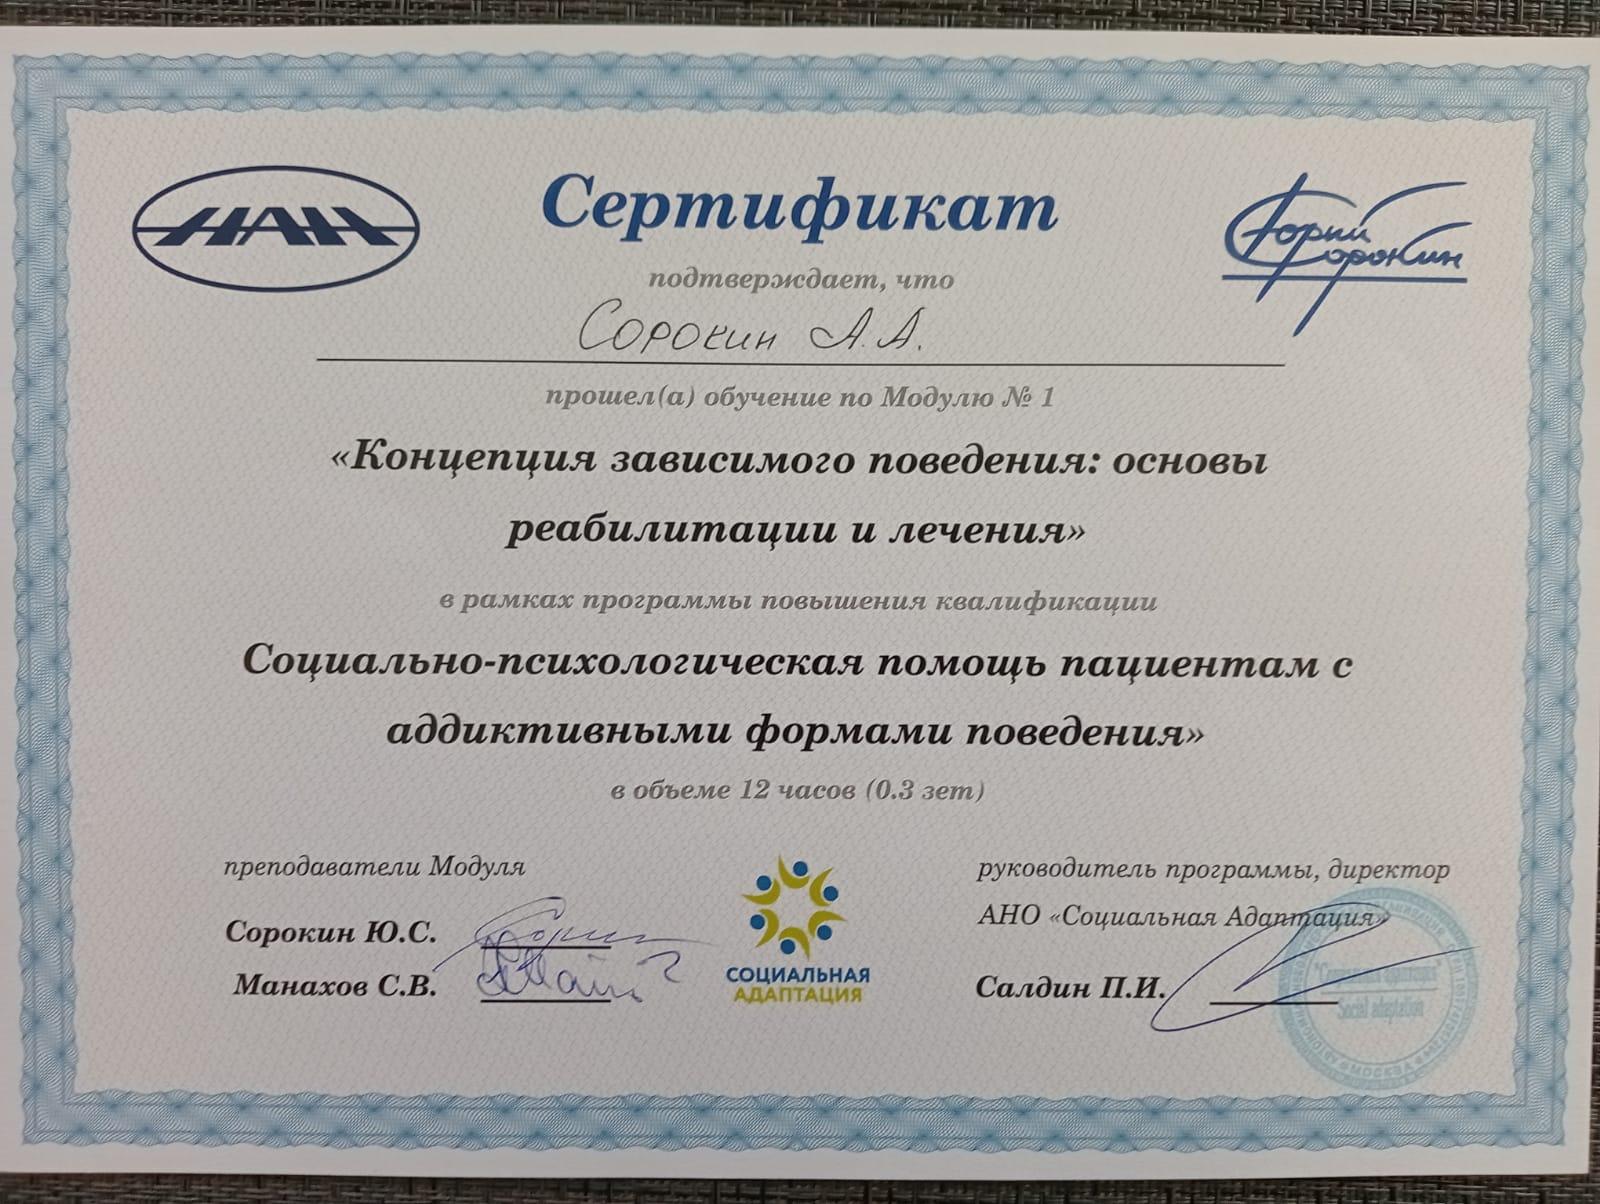 НАН
Сертификат
Юрий
Сорокин
подтверждает, что
Сорокин А.А.
прошел(а) обучение по Модулю № 1
«Концепция зависимого поведения: основы
реабилитации и лечения»
в рамках программы повышения квалификации
Социально-психологическая помощь пациентам с
аддиктивными формами поведения»
в объеме 12 часов (0.3 зет)
преподаватели Модуля
Сорокин Ю.С.
Манахов С.В.
СОЦИАЛЬНАЯ
АДАПТАЦИЯ
руководитель программы, директор
АНО «Социальная Адаптация»
Салдин П.И.
"Социальная адаптация"
Social adaptation
МОСКВА